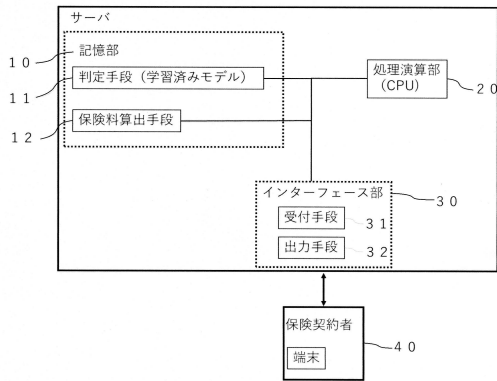 サーバ
記憶部
10
判定手段（学習済みモデル）
11
保険料算出手段
12
処理演算部
（CPU）
20
インターフェース部
30
受付手段
31
出力手段
32
保険契約者
端末
40